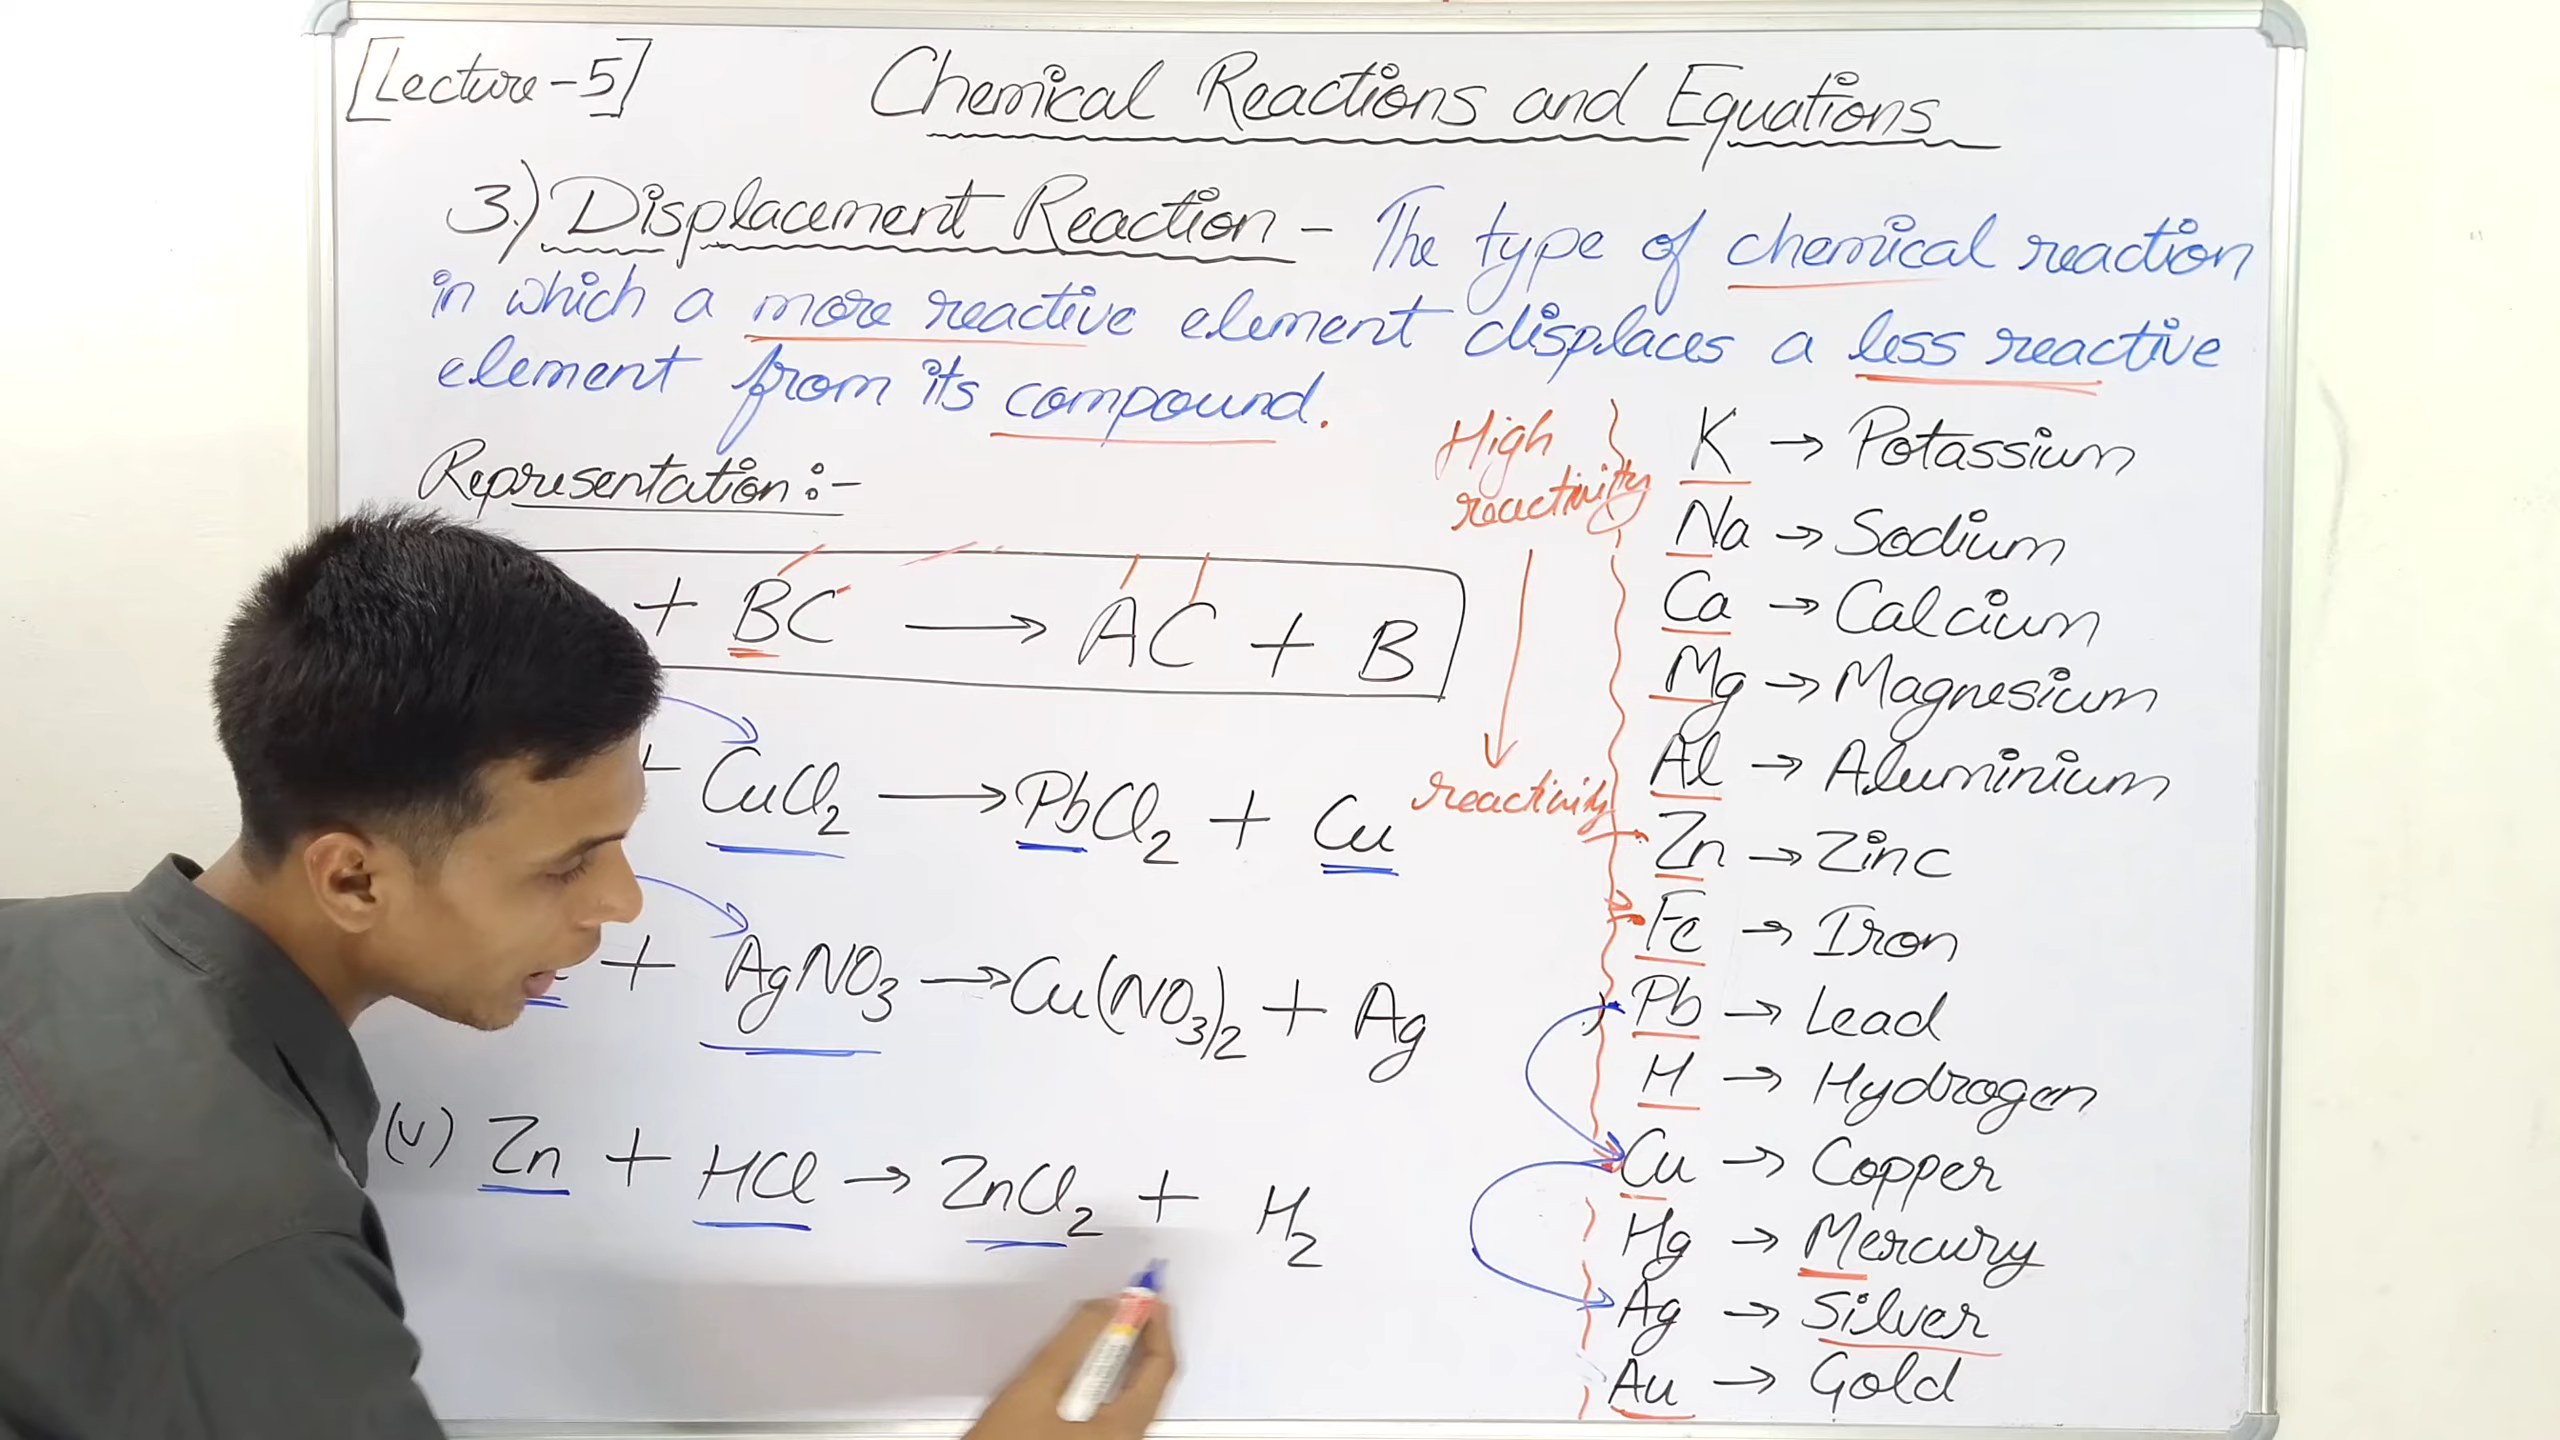 [Lecture-5]
Chemical Reactions and Equations
3.) Displacement Reaction - The type of chemical reaction
in which a more reactive element displaces a less reactive
element from its compound.
Representation :-
+ BC → AC + B
+ CuCl2 → PbCl2 + Cu
+ AgNO3 → Cu(NO3)2 + Ag
(v) Zn + HCl → ZnCl2 + H2
High
reactivity
reactivity
K → Potassium
Na → Sodium
Ca → Calcium
Mg → Magnesium
Al → Aluminium
Zn → Zinc
Fe → Iron
Pb → Lead
H → Hydrogen
Cu → Copper
Hg → Mercury
Ag → Silver
Au → Gold